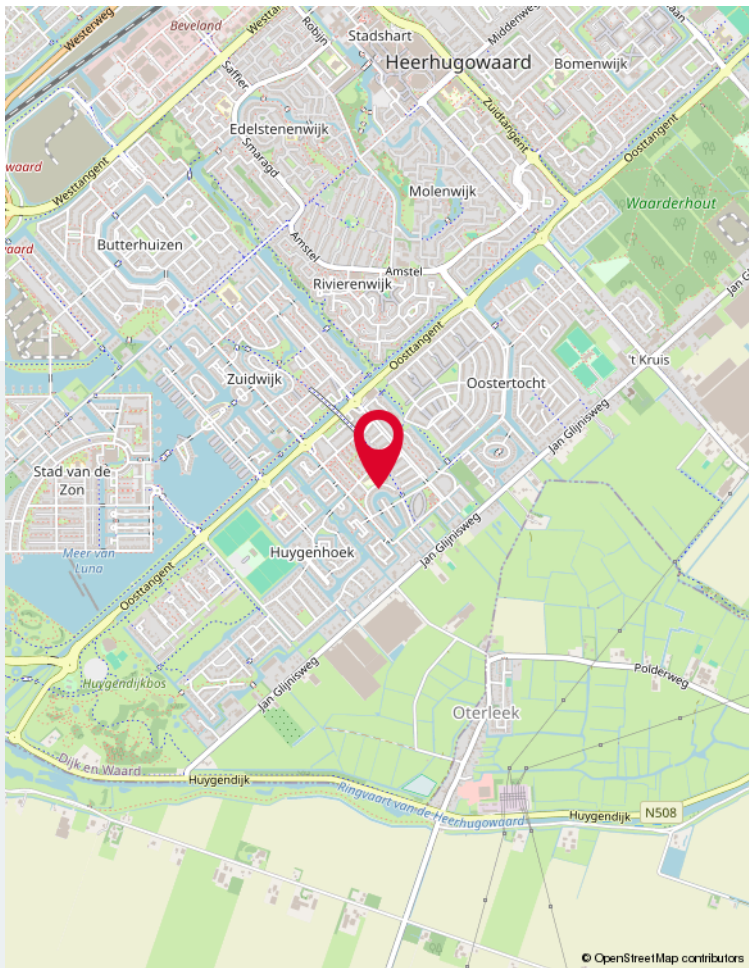 Westerweg
Beveland
Westtangent
Robijn
Stadshart
Middenweg
Heerhugowaard
Bomenwijk
Saffier
Edelstenenwijk
Smaragd
Zuidtangent
Oosttangent
waard
Westtangent
Molenwijk
Waarderhout
Butterhuizen
Amstel
Amstel
Rivierenwijk
Jan Gl
Oosttangent
't Kruis
Zuidwijk
Oostertocht
Jan Glijnisweg
Stad van de
Zon
Meer van
Luna
Huygenhoek
Jan Glijnisweg
Oosttangent
Huygendijkbos
Jan Glijnisweg
Polderweg
Oterleek
Dijk en Waard
Huygendijk
Ringvaart van de Heerhugowaard
Huygendijk
N508
© OpenStreetMap contributors